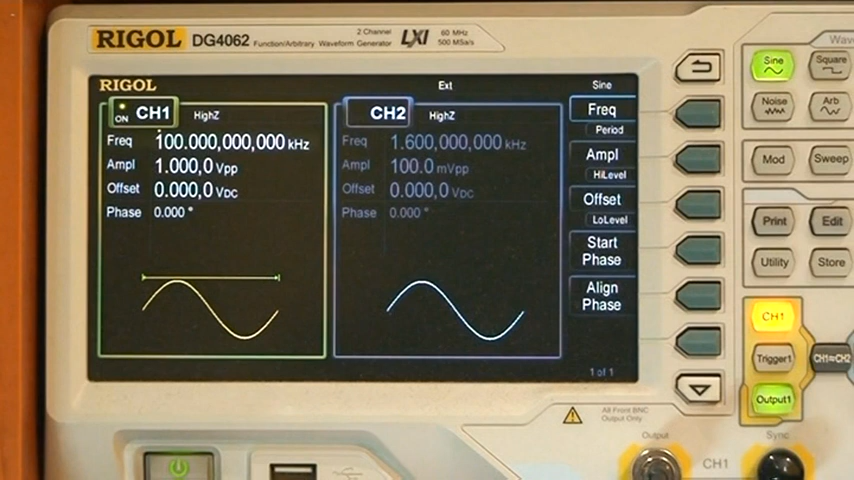 RIGOL DG4062 Function/Arbitrary Waveform Generator 2 Channel LXI 60 MHz 500 MSa/s
RIGOL Ext Sine
ON CH1 HighZ
Freq 100.000,000,000 kHz
Ampl 1.000,0 Vpp
Offset 0.000,0 VDC
Phase 0.000 °
CH2 HighZ
Freq 1.600,000,000 kHz
Ampl 100.0 mVpp
Offset 0.000,0 VDC
Phase 0.000 °
Freq
Period
Ampl
HiLevel
Offset
LoLevel
Start
Phase
Align
Phase
1 of 1
Sine Square
Noise Arb
Mod Sweep
Print Edit
Utility Store
CH1
Trigger1 CH1≈CH2
Output1
Alt Front BNC
Output Only
Output CH1 Sync